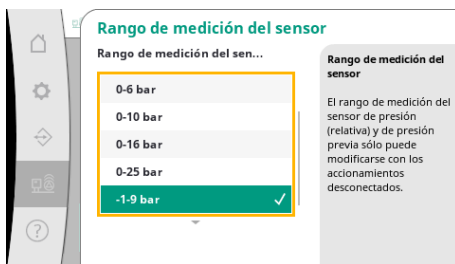 Rango de medición del sensor
Rango de medición del sen...
0-6 bar
0-10 bar
0-16 bar
0-25 bar
-1-9 bar
Rango de medición del
sensor
El rango de medición del
sensor de presión
(relativa) y de presión
previa sólo puede
modificarse con los
accionamientos
desconectados.
?